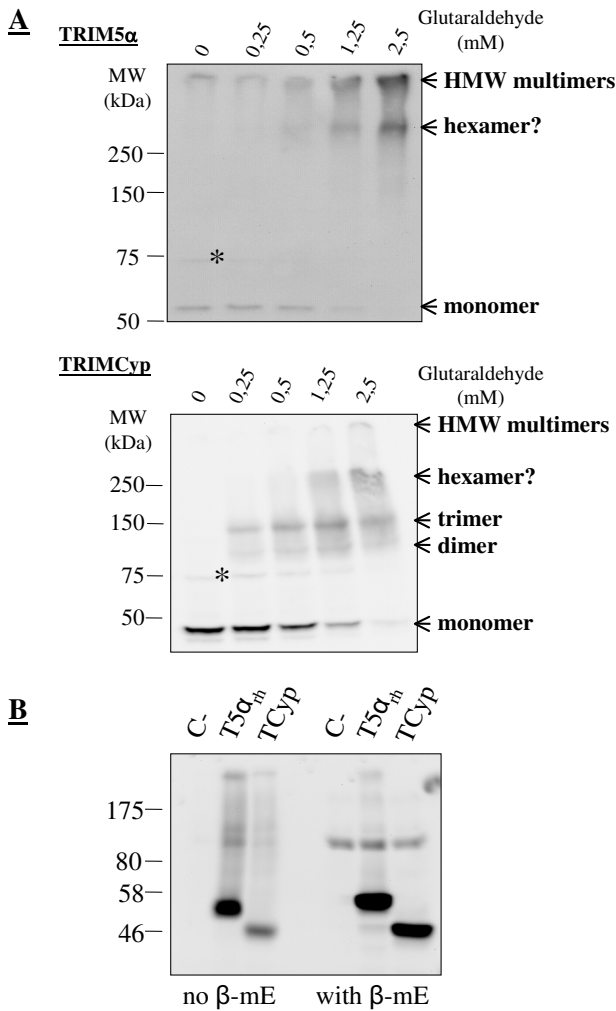 A
TRIM5α
0 0,25 0,5 1,25 2,5
Glutaraldehyde
(mM)
MW
(kDa)
HMW multimers
hexamer?
250
150
75
*
monomer
50
TRIMCyp
0 0,25 0,5 1,25 2,5
Glutaraldehyde
(mM)
MW
(kDa)
HMW multimers
hexamer?
250
150
trimer
dimer
75
*
50
monomer
B
C- T5αrh TCyp C- T5αrh TCyp
175
80
58
46
no β-mE with β-mE